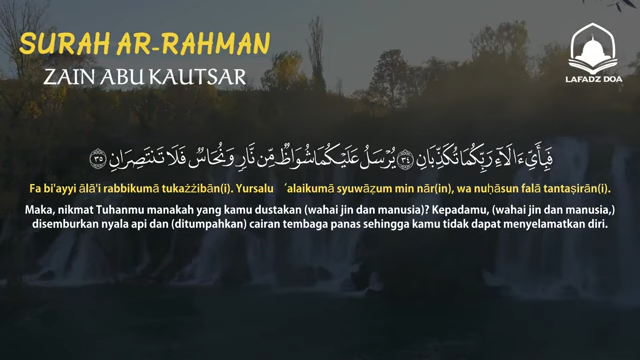 SURAH AR-RAHMAN
ZAIN ABU KAUTSAR
LAFADZ DOA
فَبِأَيِّ ءَالَآءِ رَبِّكُمَا تُكَذِّبَانِ ٣٤ يُرْسَلُ عَلَيْكُمَا شُوَاظٌ مِّن نَّارٍ وَنُحَاسٌ فَلَا تَنتَصِرَانِ ٣٥
Fa bi'ayyi ālā'i rabbikumā tukażżibān(i). Yursalu ‘alaikumā syuwāẓum min nār(in), wa nuḥāsun falā tantaṣirān(i).
Maka, nikmat Tuhanmu manakah yang kamu dustakan (wahai jin dan manusia)? Kepadamu, (wahai jin dan manusia,)
disemburkan nyala api dan (ditumpahkan) cairan tembaga panas sehingga kamu tidak dapat menyelamatkan diri.